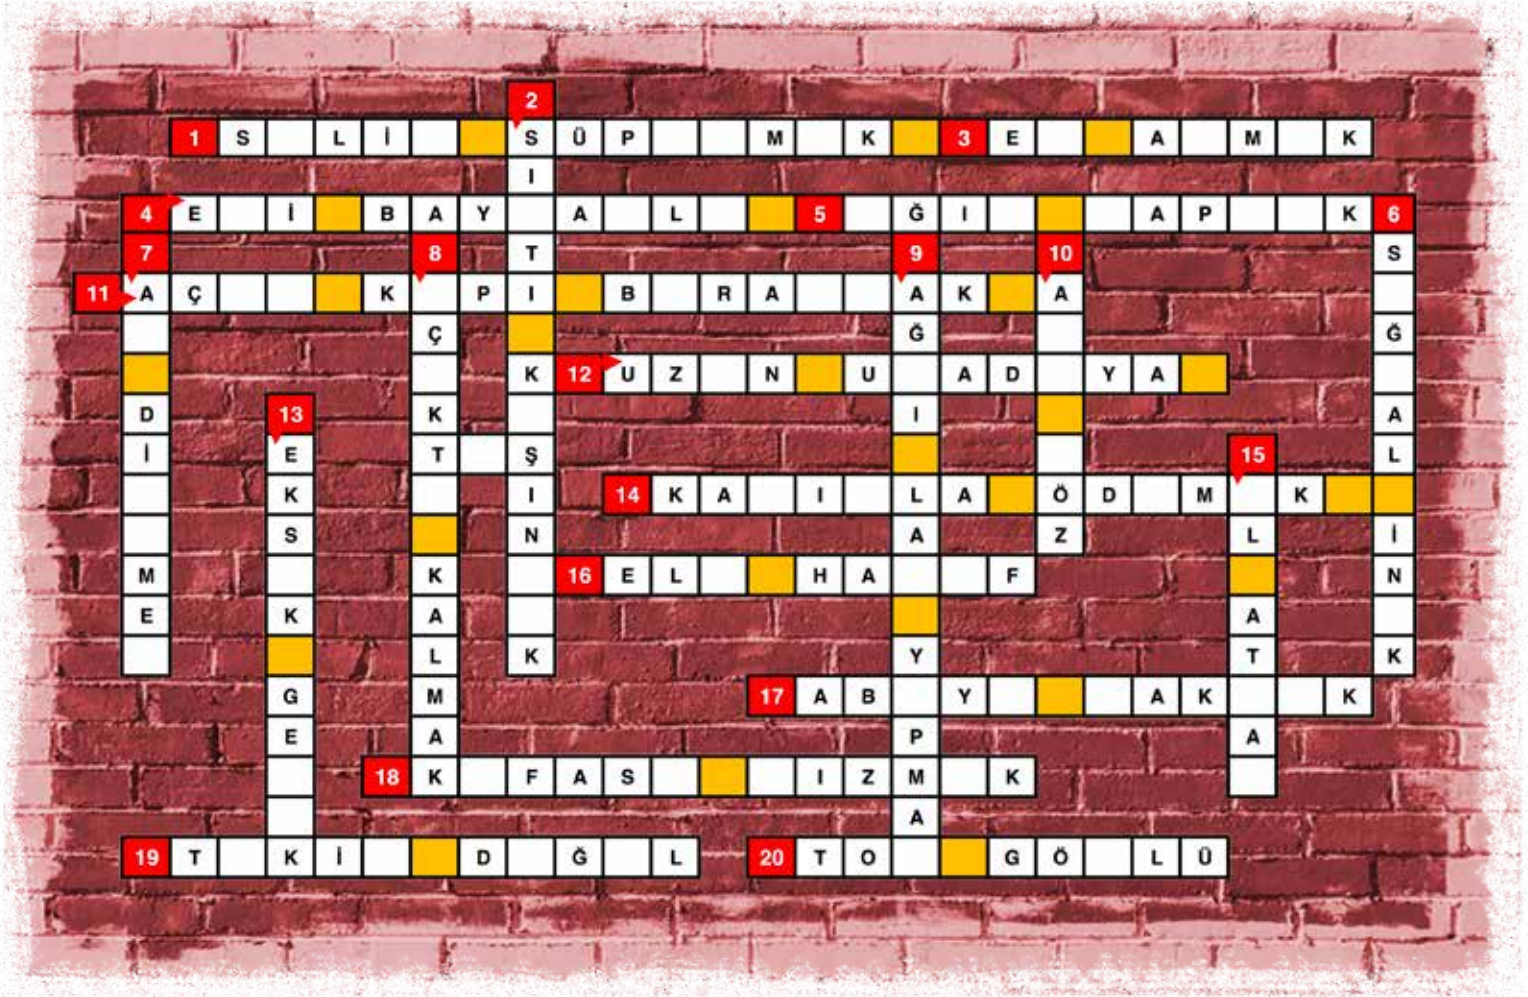 2
1 S L İ S Ü P M K 3 E A M K
I
4 E İ B A Y A L 5 Ğ I A P K 6
7 8 T 9 10 S
11 A Ç K P I B R A A K A
Ç Ğ Ğ
K 12 U Z N U A D Y A
D 13 K I A
İ E T Ş 15 L
K I 14 K A I L A Ö D M K
S N A Z L İ
M K 16 E L H A F N
E K A A
L K Y T K
G M 17 A B Y A K K
E A P A
18 K F A S I Z M K
A
19 T K İ D Ğ L 20 T O G Ö L Ü